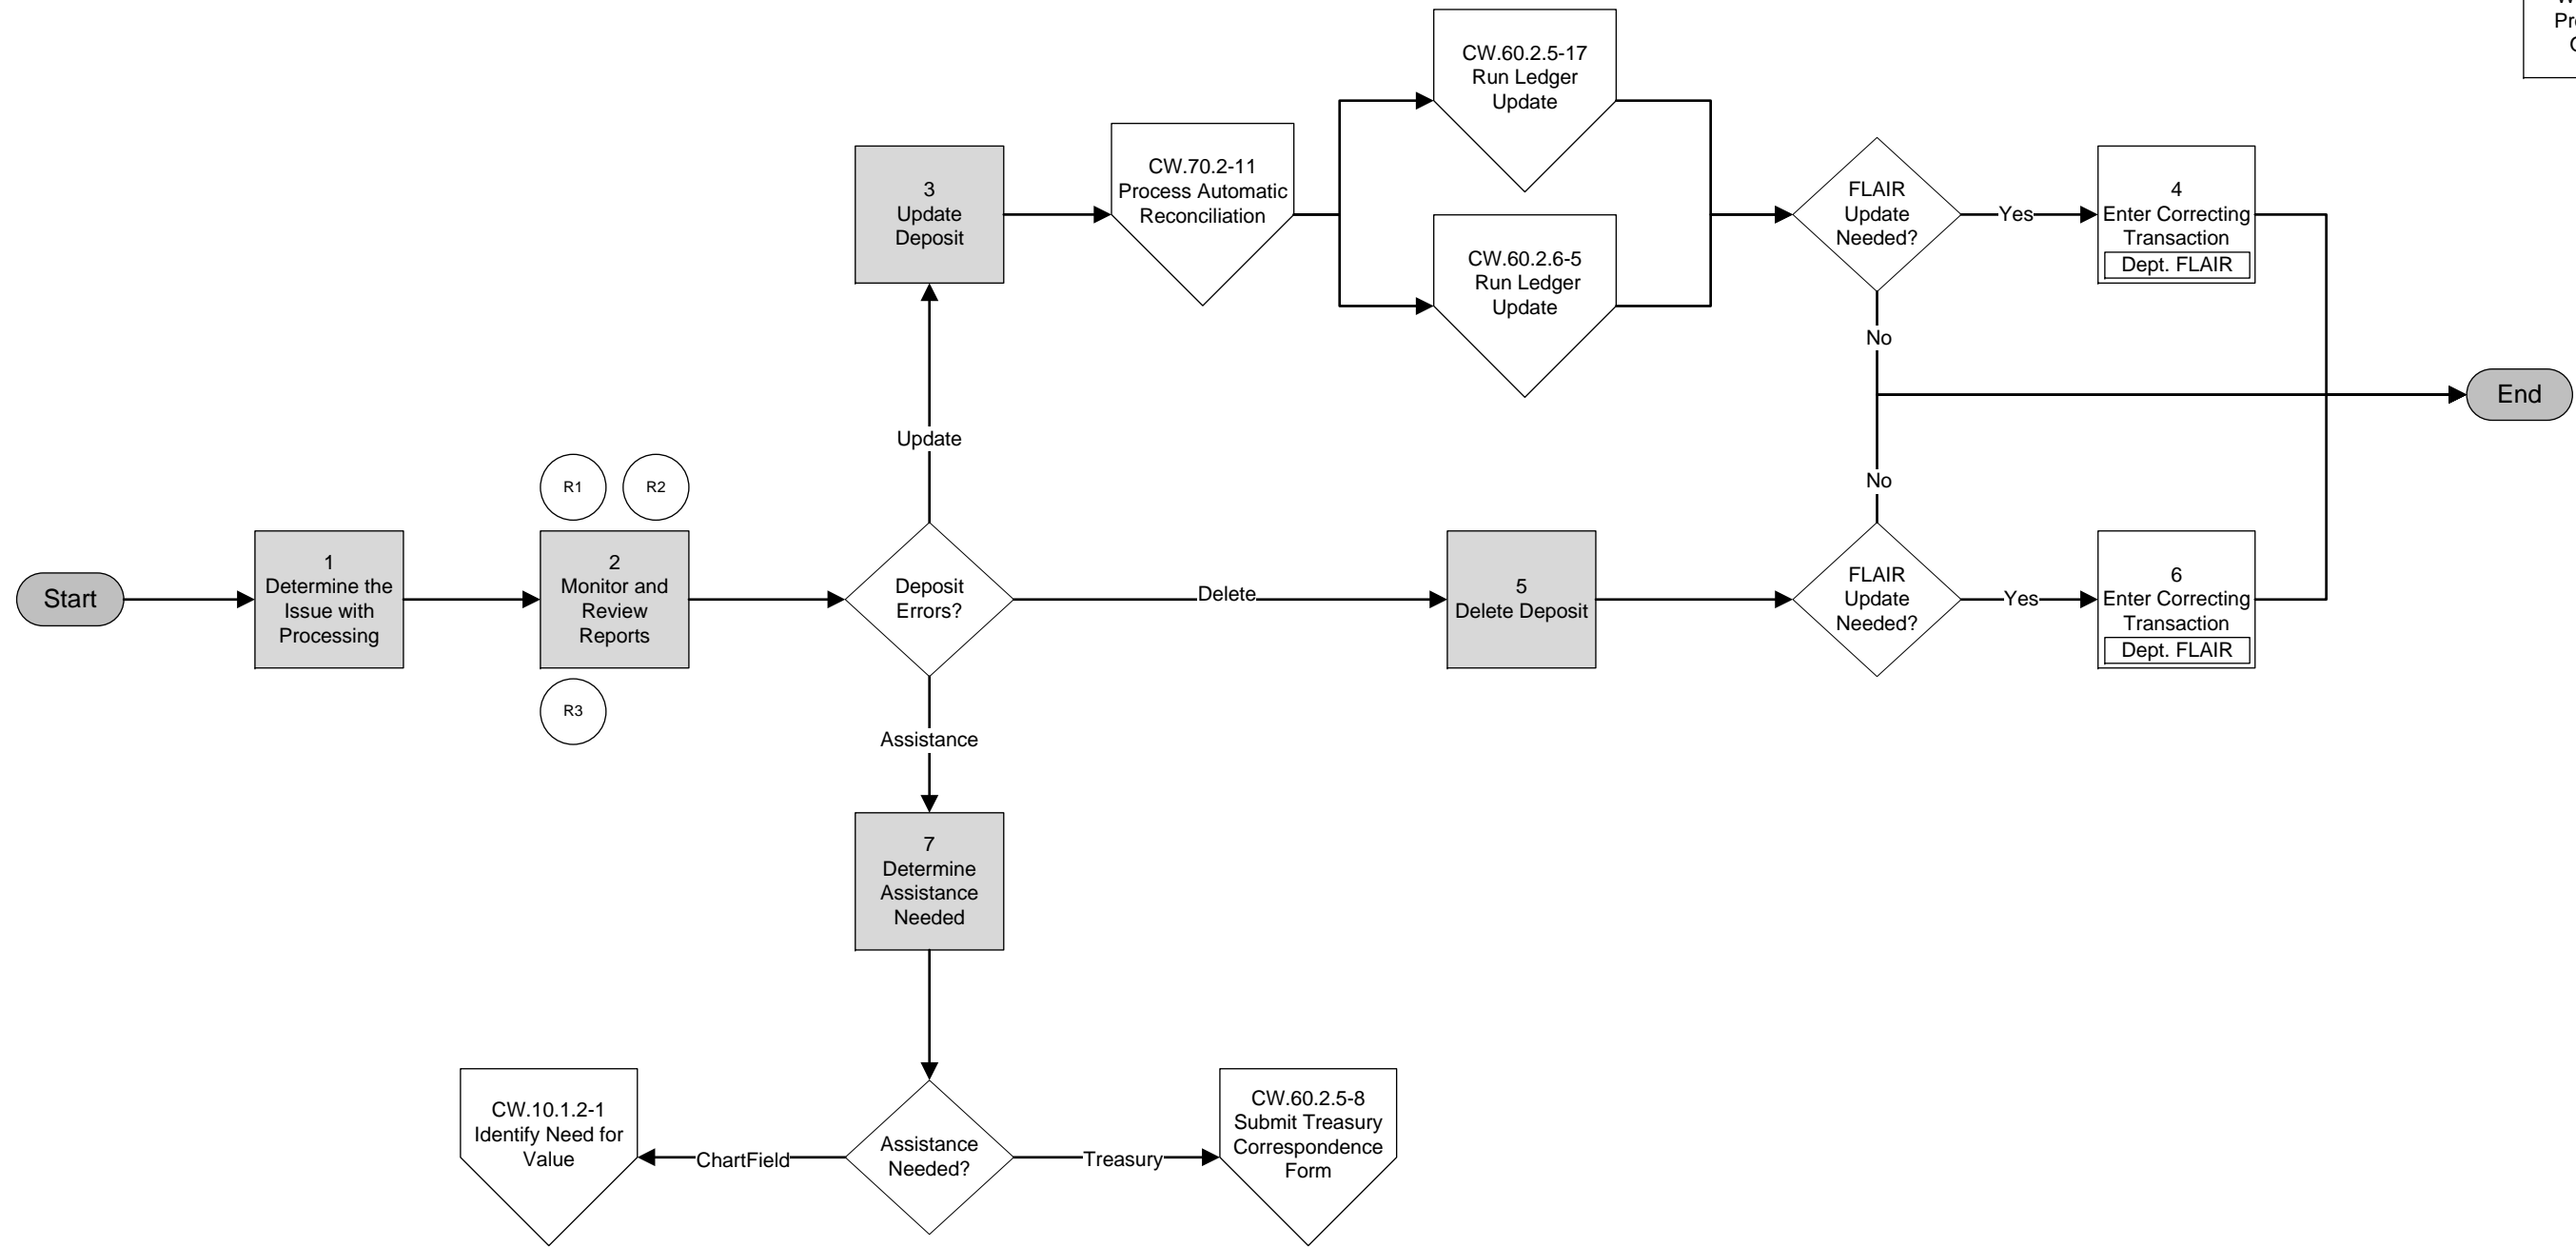 CW.60.2.5-17
Run Ledger
Update
CW.70.2-11
Process Automatic
Reconciliation
3
Update
Deposit
FLAIR
Update
Needed?
Yes
4
Enter Correcting
Transaction
Dept. FLAIR
CW.60.2.6-5
Run Ledger
Update
No
End
Update
R1
R2
No
Start
1
Determine the
Issue with
Processing
2
Monitor and
Review
Reports
Deposit
Errors?
Delete
5
Delete Deposit
FLAIR
Update
Needed?
Yes
6
Enter Correcting
Transaction
Dept. FLAIR
R3
Assistance
7
Determine
Assistance
Needed
CW.10.1.2-1
Identify Need for
Value
ChartField
Assistance
Needed?
Treasury
CW.60.2.5-8
Submit Treasury
Correspondence
Form